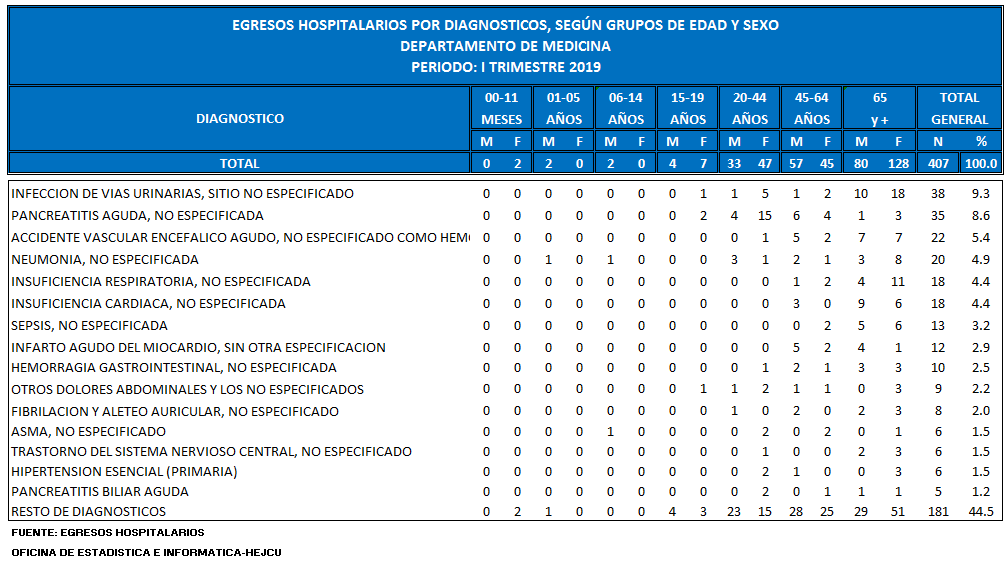 EGRESOS HOSPITALARIOS POR DIAGNOSTICOS, SEGÚN GRUPOS DE EDAD Y SEXO
DEPARTAMENTO DE MEDICINA
PERIODO: I TRIMESTRE 2019
DIAGNOSTICO 00-11 MESES 01-05 AÑOS 06-14 AÑOS 15-19 AÑOS 20-44 AÑOS 45-64 AÑOS 65 y + TOTAL GENERAL
M F M F M F M F M F M F M F N %
TOTAL 0 2 2 0 2 0 4 7 33 47 57 45 80 128 407 100.0
INFECCION DE VIAS URINARIAS, SITIO NO ESPECIFICADO 0 0 0 0 0 0 0 1 1 5 1 2 10 18 38 9.3
PANCREATITIS AGUDA, NO ESPECIFICADA 0 0 0 0 0 0 0 2 4 15 6 4 1 3 35 8.6
ACCIDENTE VASCULAR ENCEFALICO AGUDO, NO ESPECIFICADO COMO HEMO 0 0 0 0 0 0 0 0 0 1 5 2 7 7 22 5.4
NEUMONIA, NO ESPECIFICADA 0 0 1 0 1 0 0 0 3 1 2 1 3 8 20 4.9
INSUFICIENCIA RESPIRATORIA, NO ESPECIFICADA 0 0 0 0 0 0 0 0 0 0 1 2 4 11 18 4.4
INSUFICIENCIA CARDIACA, NO ESPECIFICADA 0 0 0 0 0 0 0 0 0 0 3 0 9 6 18 4.4
SEPSIS, NO ESPECIFICADA 0 0 0 0 0 0 0 0 0 0 0 2 5 6 13 3.2
INFARTO AGUDO DEL MIOCARDIO, SIN OTRA ESPECIFICACION 0 0 0 0 0 0 0 0 0 0 5 2 4 1 12 2.9
HEMORRAGIA GASTROINTESTINAL, NO ESPECIFICADA 0 0 0 0 0 0 0 0 0 1 2 1 3 3 10 2.5
OTROS DOLORES ABDOMINALES Y LOS NO ESPECIFICADOS 0 0 0 0 0 0 0 1 1 2 1 1 0 3 9 2.2
FIBRILACION Y ALETEO AURICULAR, NO ESPECIFICADO 0 0 0 0 0 0 0 0 1 0 2 0 2 3 8 2.0
ASMA, NO ESPECIFICADO 0 0 0 0 1 0 0 0 0 2 0 2 0 1 6 1.5
TRASTORNO DEL SISTEMA NERVIOSO CENTRAL, NO ESPECIFICADO 0 0 0 0 0 0 0 0 0 1 0 0 2 3 6 1.5
HIPERTENSION ESENCIAL (PRIMARIA) 0 0 0 0 0 0 0 0 0 2 1 0 0 3 6 1.5
PANCREATITIS BILIAR AGUDA 0 0 0 0 0 0 0 0 0 2 0 1 1 1 5 1.2
RESTO DE DIAGNOSTICOS 0 2 1 0 0 0 4 3 23 15 28 25 29 51 181 44.5
FUENTE: EGRESOS HOSPITALARIOS
OFICINA DE ESTADISTICA E INFORMATICA-HEJCU